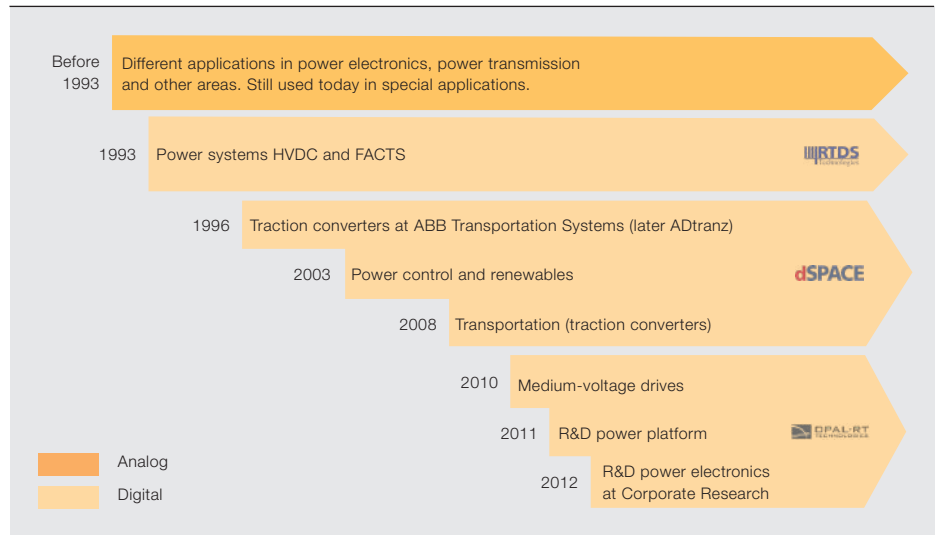 Before
1993
Different applications in power electronics, power transmission
and other areas. Still used today in special applications.
1993
Power systems HVDC and FACTS
RTDS
Technologies
1996
Traction converters at ABB Transportation Systems (later ADtranz)
2003
Power control and renewables
dSPACE
2008
Transportation (traction converters)
2010
Medium-voltage drives
2011
R&D power platform
OPAL-RT
TECHNOLOGIES
2012
R&D power electronics
at Corporate Research
Analog
Digital